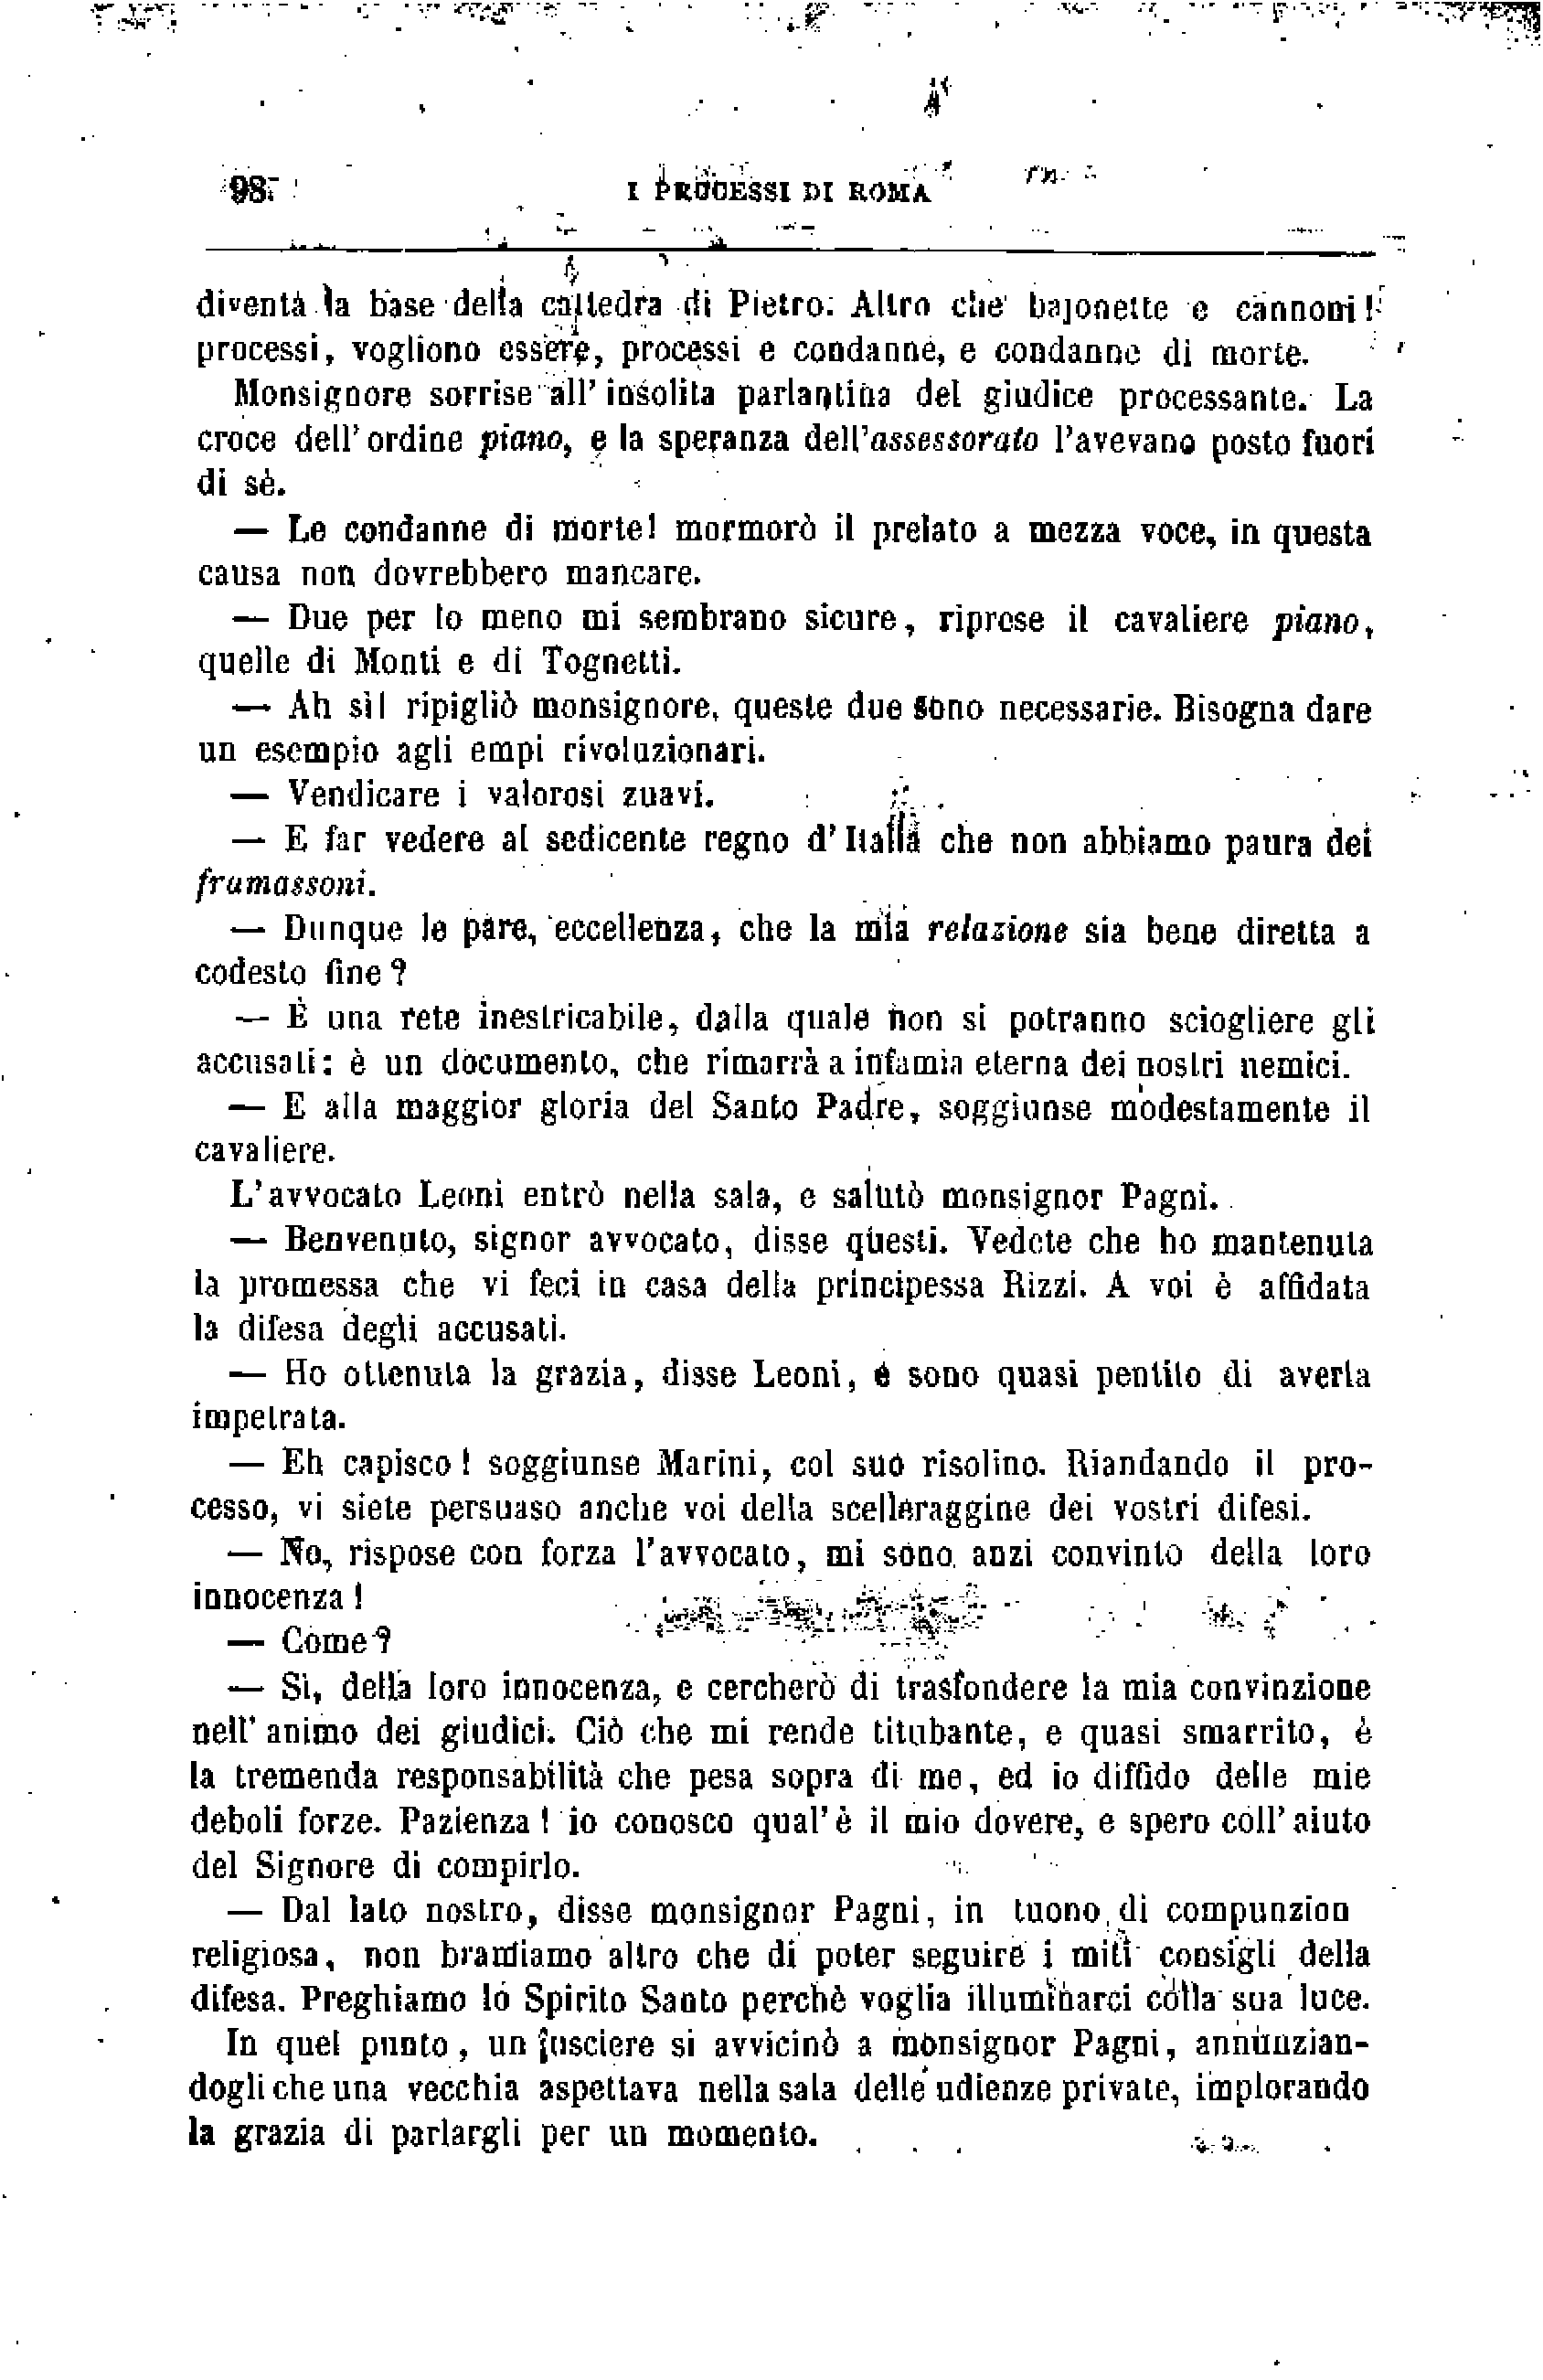 98
I PROCESSI DI ROMA
diventà la base della cattedra di Pietro. Altro che bajonette e cannoni!
processi, vogliono essere, processi e condanne, e condanne di morte.
Monsignore sorrise all' insolita parlantina del giudice processante. La
croce dell' ordine piano, e la speranza dell'assessorato l'avevano posto fuori
di sè.
— Le condanne di morte! mormorò il prelato a mezza voce, in questa
causa non dovrebbero mancare.
— Due per lo meno mi sembrano sicure, riprese il cavaliere piano,
quelle di Monti e di Tognetti.
— Ah sì! ripigliò monsignore, queste due sono necessarie. Bisogna dare
un esempio agli empi rivoluzionari.
— Vendicare i valorosi zuavi.
— E far vedere al sedicente regno d' Italia che non abbiamo paura dei
framassoni.
— Dunque le pare, eccellenza, che la mia relazione sia bene diretta a
codesto fine?
— È una rete inestricabile, dalla quale non si potranno sciogliere gli
accusati: è un documento, che rimarrà a infamia eterna dei nostri nemici.
— E alla maggior gloria del Santo Padre, soggiunse modestamente il
cavaliere.
L'avvocato Leoni entrò nella sala, e salutò monsignor Pagni.
— Benvenuto, signor avvocato, disse questi. Vedete che ho mantenuta
la promessa che vi feci in casa della principessa Rizzi. A voi è affidata
la difesa degli accusati.
— Ho ottenuta la grazia, disse Leoni, e sono quasi pentito di averla
impetrata.
— Eh capisco! soggiunse Marini, col suo risolino. Riandando il pro-
cesso, vi siete persuaso anche voi della scelleraggine dei vostri difesi.
— No, rispose con forza l'avvocato, mi sono anzi convinto della loro
innocenza!
— Come?
— Sì, della loro innocenza, e cercherò di trasfondere la mia convinzione
nell' animo dei giudici. Ciò che mi rende titubante, e quasi smarrito, è
la tremenda responsabilità che pesa sopra di me, ed io diffido delle mie
deboli forze. Pazienza! io conosco qual' è il mio dovere, e spero coll' aiuto
del Signore di compirlo.
— Dal lato nostro, disse monsignor Pagni, in tuono di compunzion
religiosa, non bramiamo altro che di poter seguire i miti consigli della
difesa. Preghiamo lo Spirito Santo perchè voglia illuminarci colla sua luce.
In quel punto, un usciere si avvicinò a monsignor Pagni, annunzian-
dogli che una vecchia aspettava nella sala delle udienze private, implorando
la grazia di parlargli per un momento.